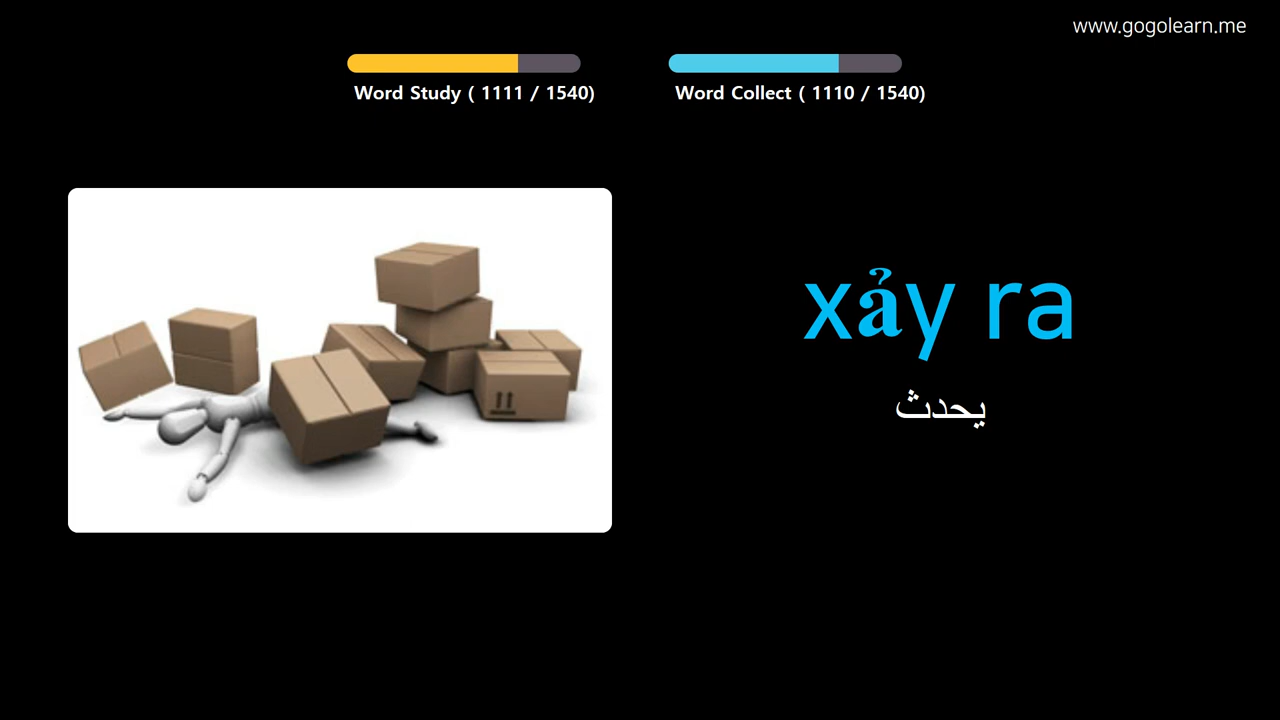 www.gogolearn.me
Word Study ( 1111 / 1540)
Word Collect ( 1110 / 1540)
xảy ra
يحدث